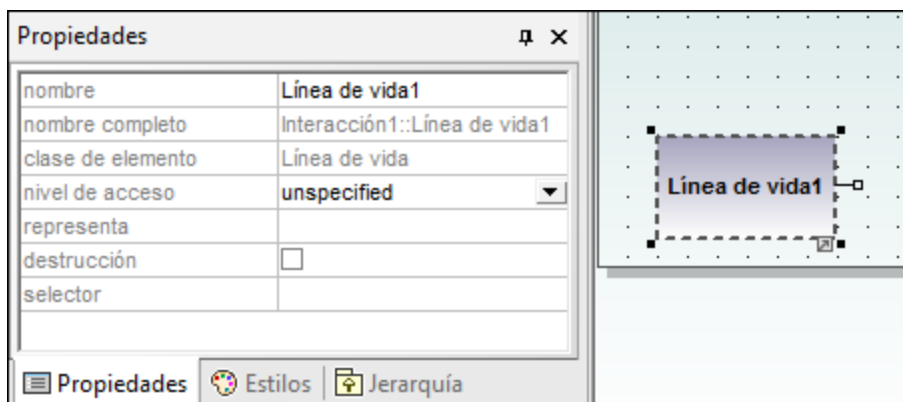 Propiedades
nombre Línea de vida1
nombre completo Interacción1::Línea de vida1
clase de elemento Línea de vida
nivel de acceso unspecified
representa
destrucción
selector
Propiedades Estilos Jerarquía
Línea de vida1